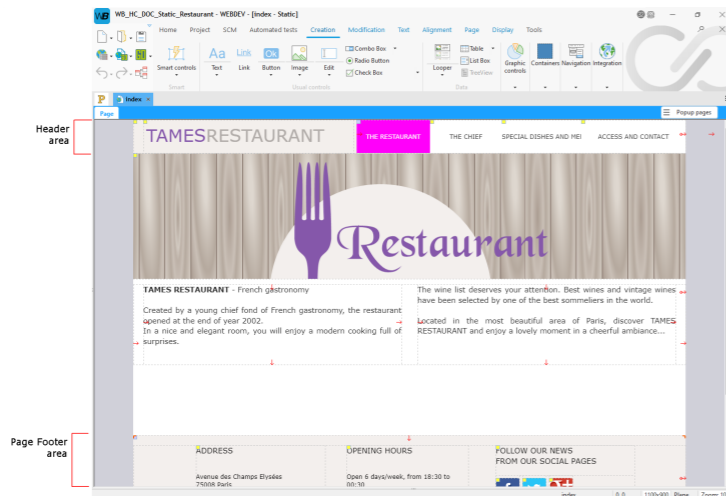 WB WB_HC_DOC_Static_Restaurant - WEBDEV - [index - Static]
Home Project SCM Automated tests Creation Modification Text Alignment Page Display Tools
Smart controls
Aa Text
Link Link
Ok Button
Image
Edit
Combo Box
Radio Button
Check Box
Looper
Table
List Box
TreeView
Graphic controls
Containers
Navigation
Integration
Smart
Usual controls
Data
index
Page
Popup pages
Header
area
TAMESRESTAURANT
THE RESTAURANT
THE CHIEF
SPECIAL DISHES AND MEI
ACCESS AND CONTACT
Restaurant
TAMES RESTAURANT - French gastronomy
Created by a young chief fond of French gastronomy, the restaurant
opened at the end of year 2002.
In a nice and elegant room, you will enjoy a modern cooking full of
surprises.
The wine list deserves your attention. Best wines and vintage wines
have been selected by one of the best sommeliers in the world.
Located in the most beautiful area of Paris, discover TAMES
RESTAURANT and enjoy a lovely moment in a cheerful ambiance...
Page Footer
area
ADDRESS
Avenue des Champs Elysées
75008 Paris
OPENING HOURS
Open 6 days/week, from 18:30 to
00:30
FOLLOW OUR NEWS
FROM OUR SOCIAL PAGES
index